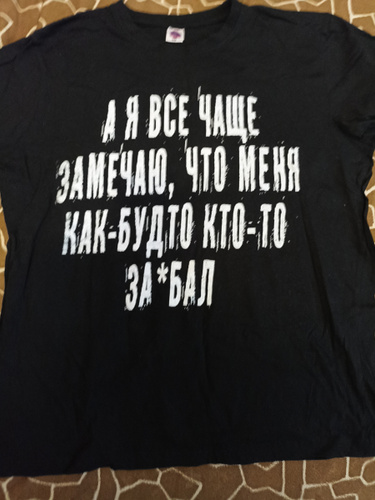 А Я ВСЕ ЧАЩЕ
ЗАМЕЧАЮ, ЧТО МЕНЯ
КАК-БУДТО КТО-ТО
ЗА*БАЛ